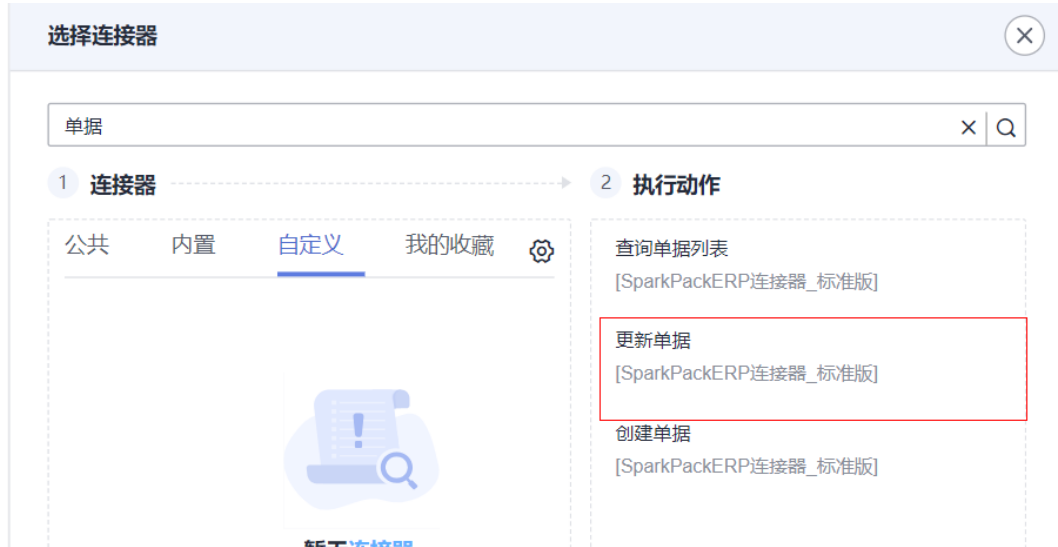 选择连接器
单据
1 连接器
2 执行动作
公共 内置 自定义 我的收藏
查询单据列表
[SparkPackERP连接器_标准版]
更新单据
[SparkPackERP连接器_标准版]
创建单据
[SparkPackERP连接器_标准版]
暂无连接器